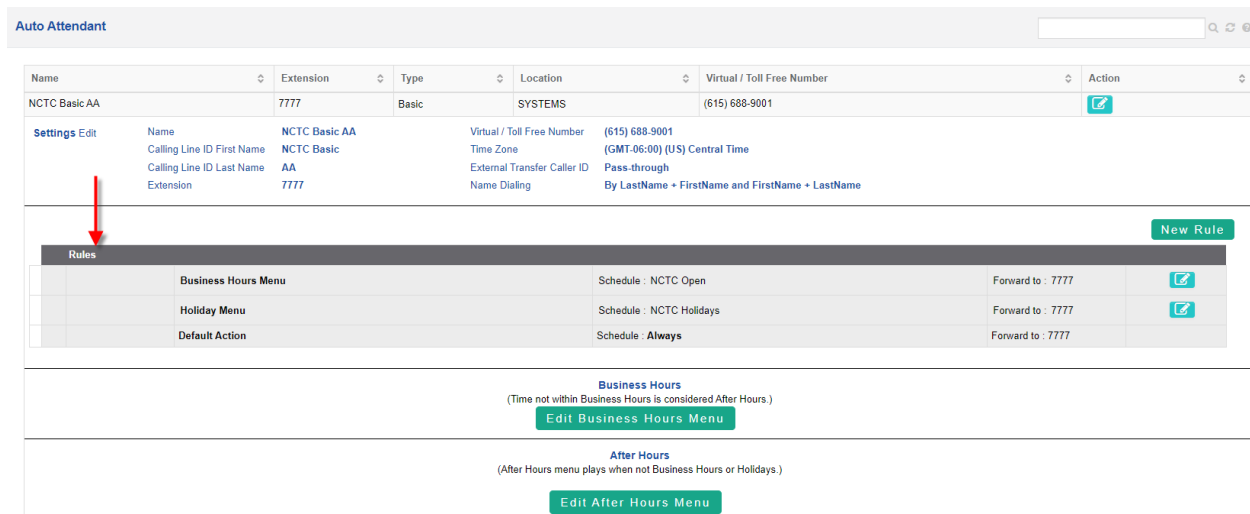 Auto Attendant
Name Extension Type Location Virtual / Toll Free Number Action
NCTC Basic AA 7777 Basic SYSTEMS (615) 688-9001
Settings Edit Name NCTC Basic AA Virtual / Toll Free Number (615) 688-9001
Calling Line ID First Name NCTC Basic Time Zone (GMT-06:00) (US) Central Time
Calling Line ID Last Name AA External Transfer Caller ID Pass-through
Extension 7777 Name Dialing By LastName + FirstName and FirstName + LastName
New Rule
Rules
Business Hours Menu Schedule : NCTC Open Forward to : 7777
Holiday Menu Schedule : NCTC Holidays Forward to : 7777
Default Action Schedule : Always Forward to : 7777
Business Hours
(Time not within Business Hours is considered After Hours.)
Edit Business Hours Menu
After Hours
(After Hours menu plays when not Business Hours or Holidays.)
Edit After Hours Menu